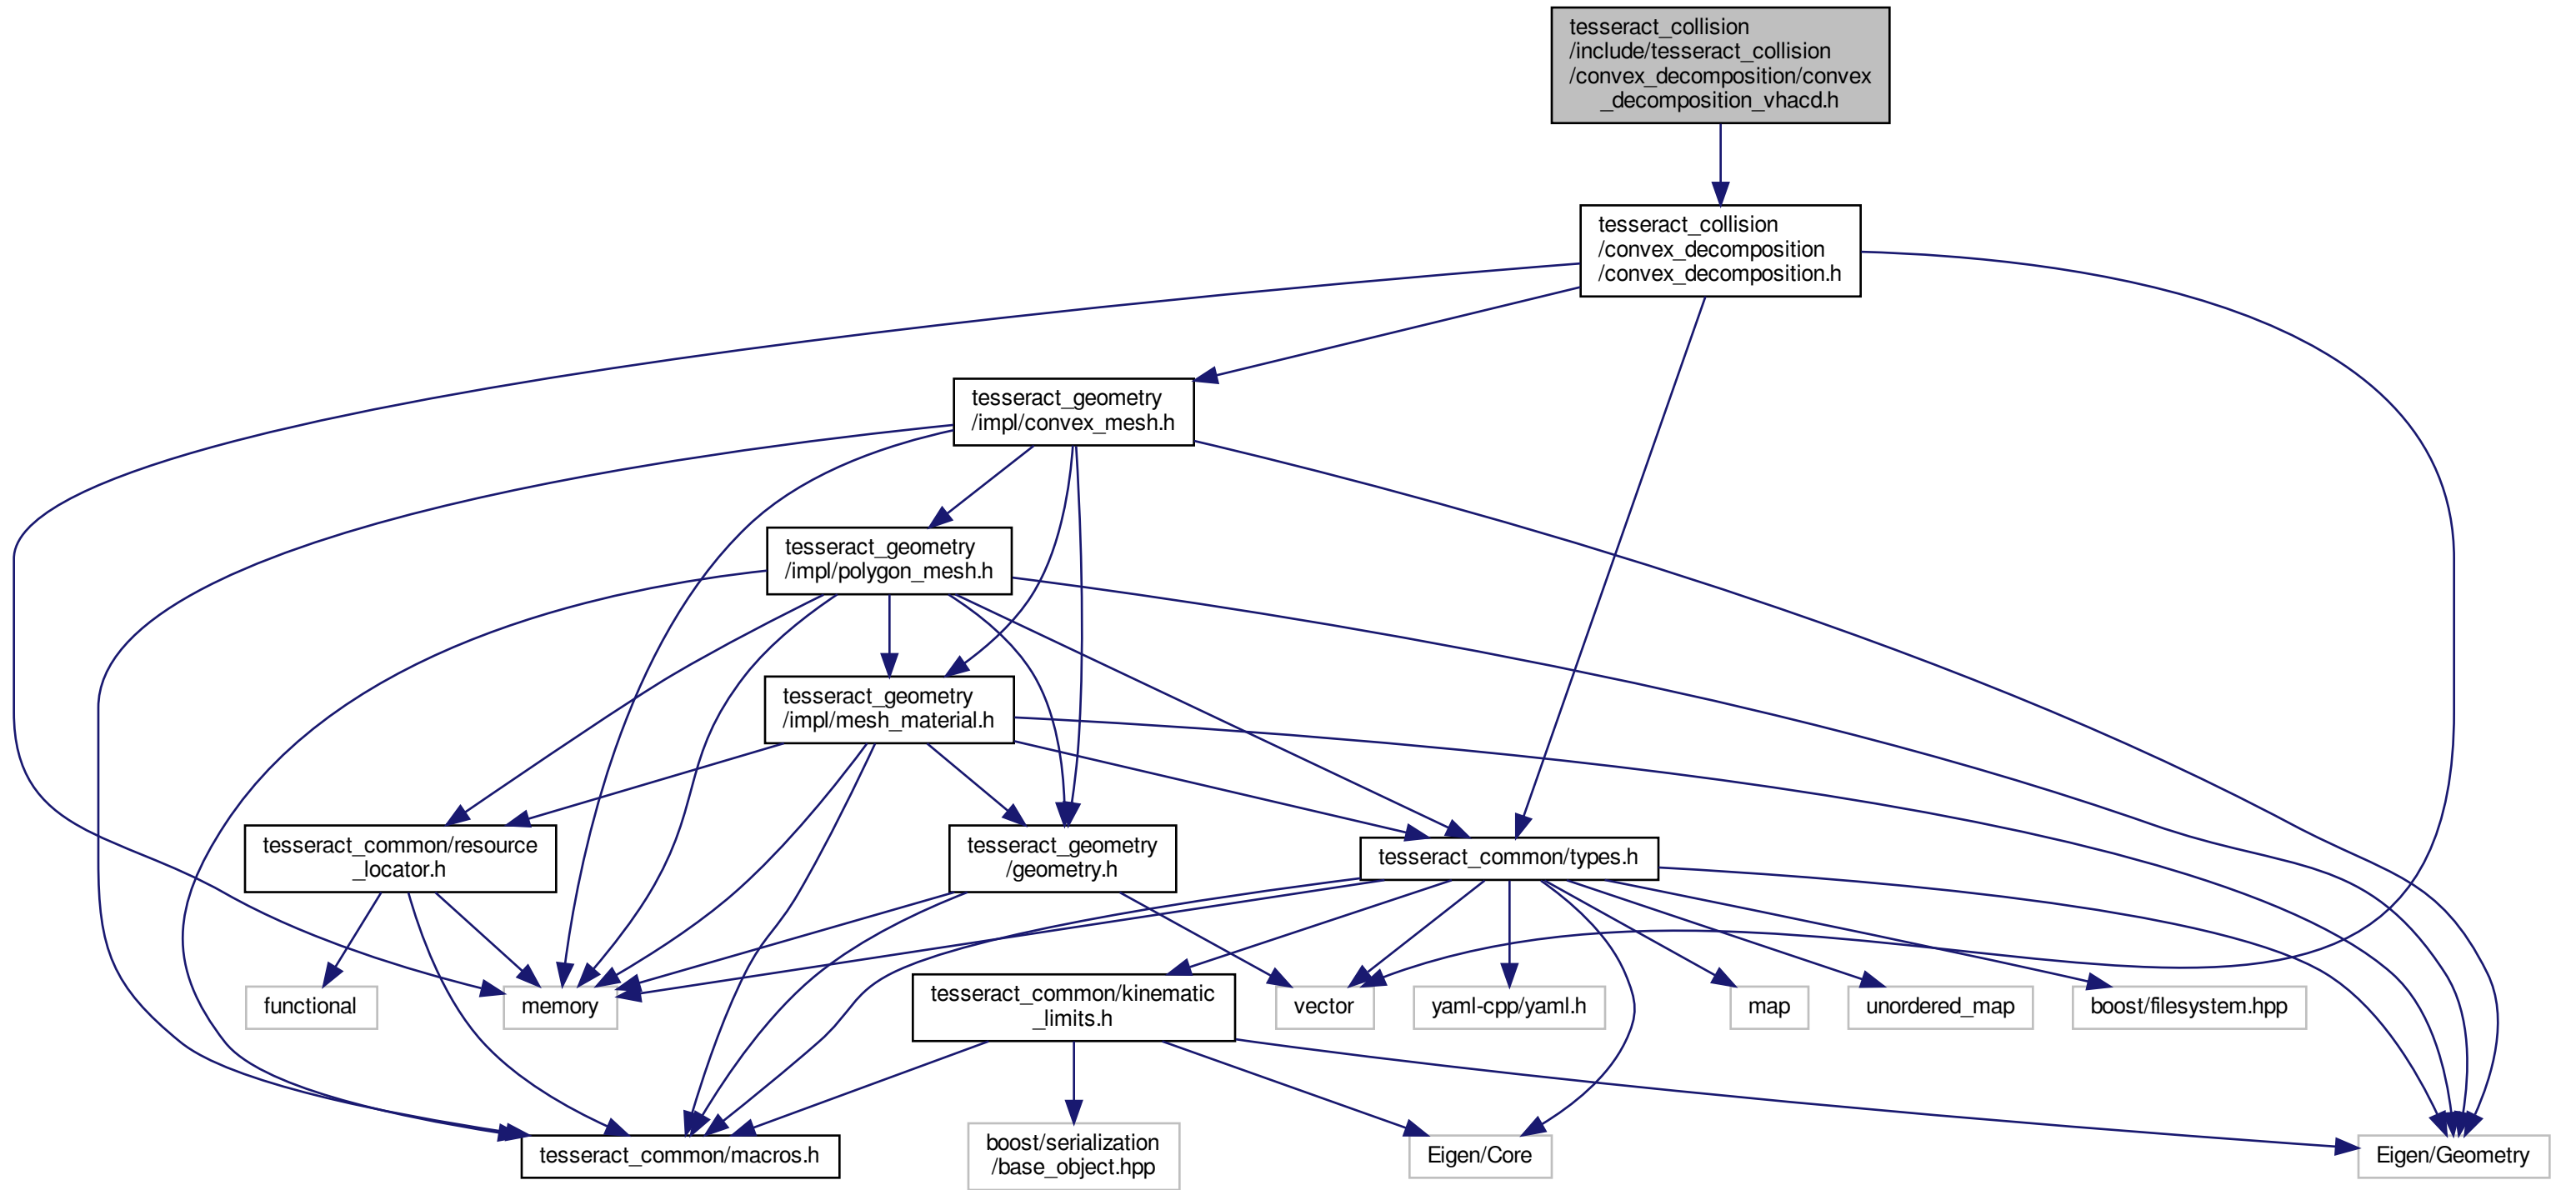 tesseract_collision
/include/tesseract_collision
/convex_decomposition/convex
_decomposition_vhacd.h
tesseract_collision
/convex_decomposition
/convex_decomposition.h
tesseract_geometry
/impl/convex_mesh.h
tesseract_geometry
/impl/polygon_mesh.h
tesseract_geometry
/impl/mesh_material.h
tesseract_common/resource
_locator.h
tesseract_geometry
/geometry.h
tesseract_common/types.h
functional
memory
tesseract_common/kinematic
_limits.h
vector
yaml-cpp/yaml.h
map
unordered_map
boost/filesystem.hpp
tesseract_common/macros.h
boost/serialization
/base_object.hpp
Eigen/Core
Eigen/Geometry